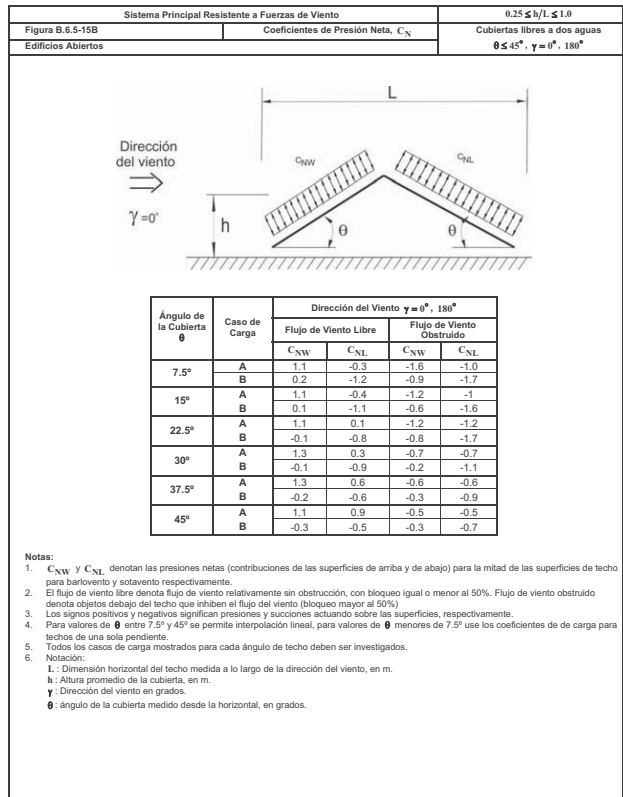 Sistema Principal Resistente a Fuerzas de Viento 0.25 ≤ h/L ≤ 1.0
Figura B.6.5-15B Coeficientes de Presión Neta, C_N Cubiertas libres a dos aguas
Edificios Abiertos θ ≤ 45°, γ = 0°, 180°
L
Dirección
del viento
C_NW C_NL
γ =0°
h
θ θ
Ángulo de la Cubierta θ Caso de Carga Dirección del Viento γ = 0°, 180°
Flujo de Viento Libre Flujo de Viento Obstruido
C_NW C_NL C_NW C_NL
7.5º A 1.1 -0.3 -1.6 -1.0
B 0.2 -1.2 -0.9 -1.7
15º A 1.1 -0.4 -1.2 -1
B 0.1 -1.1 -0.6 -1.6
22.5º A 1.1 0.1 -1.2 -1.2
B -0.1 -0.8 -0.8 -1.7
30º A 1.3 0.3 -0.7 -0.7
B -0.1 -0.9 -0.2 -1.1
37.5º A 1.3 0.6 -0.6 -0.6
B -0.2 -0.6 -0.3 -0.9
45º A 1.1 0.9 -0.5 -0.5
B -0.3 -0.5 -0.3 -0.7
Notas:
1. C_NW y C_NL denotan las presiones netas (contribuciones de las superficies de arriba y de abajo) para la mitad de las superficies de techo
para barlovento y sotavento respectivamente.
2. El flujo de viento libre denota flujo de viento relativamente sin obstrucción, con bloqueo igual o menor al 50%. Flujo de viento obstruido
denota objetos debajo del techo que inhiben el flujo del viento (bloqueo mayor al 50%)
3. Los signos positivos y negativos significan presiones y succiones actuando sobre las superficies, respectivamente.
4. Para valores de θ entre 7.5º y 45º se permite interpolación lineal, para valores de θ menores de 7.5º use los coeficientes de de carga para
techos de una sola pendiente.
5. Todos los casos de carga mostrados para cada ángulo de techo deben ser investigados.
6. Notación:
L : Dimensión horizontal del techo medida a lo largo de la dirección del viento, en m.
h : Altura promedio de la cubierta, en m.
γ : Dirección del viento en grados.
θ : ángulo de la cubierta medido desde la horizontal, en grados.